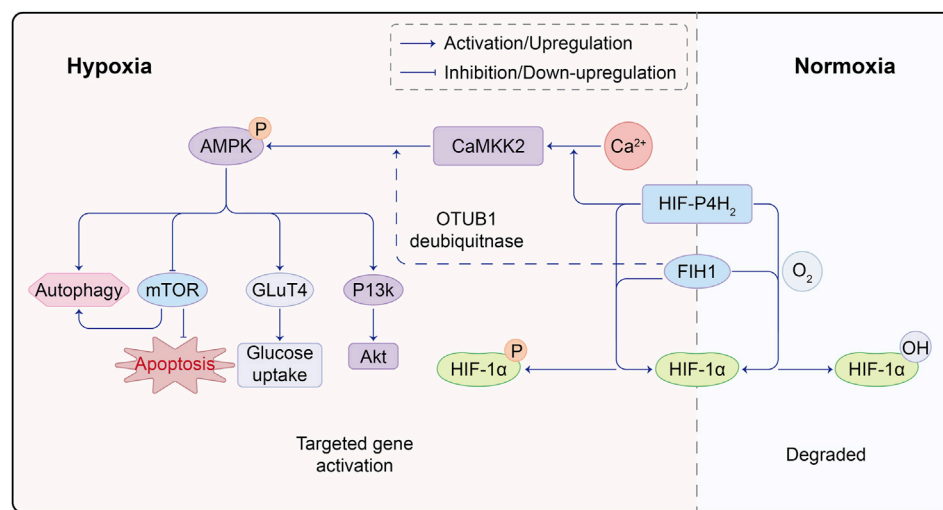 Hypoxia
Activation/Upregulation
Inhibition/Down-upregulation
Normoxia
AMPK
P
CaMKK2
Ca²⁺
HIF-P4H₂
OTUB1
deubiquitnase
FIH1
O₂
Autophagy
mTOR
GLuT4
P13k
Apoptosis
Glucose
uptake
Akt
HIF-1α
P
HIF-1α
HIF-1α
OH
Targeted gene
activation
Degraded